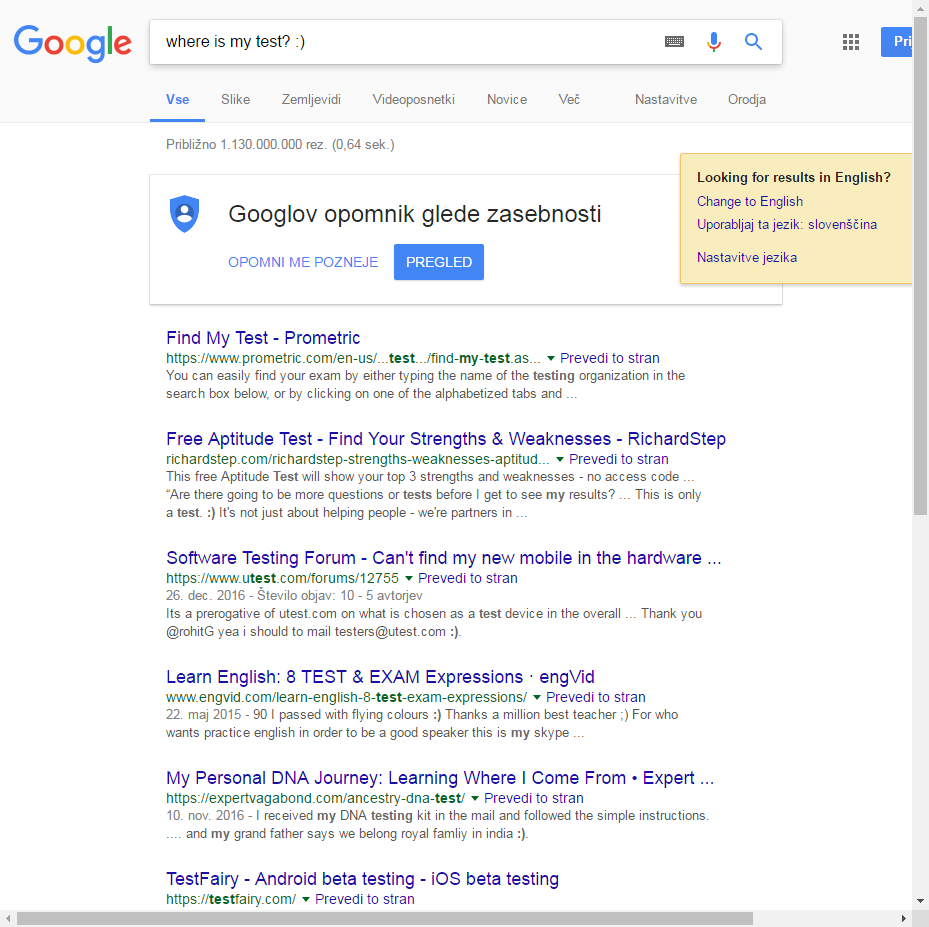 Google
where is my test? :)
Pri
Vse Slike Zemljevidi Videoposnetki Novice Več Nastavitve Orodja
Približno 1.130.000.000 rez. (0,64 sek.)
Looking for results in English?
Change to English
Uporabljaj ta jezik: slovenščina
Nastavitve jezika
Googlov opomnik glede zasebnosti
OPOMNI ME POZNEJE PREGLED
Find My Test - Prometric
https://www.prometric.com/en-us/...test.../find-my-test.as... Prevedi to stran
You can easily find your exam by either typing the name of the testing organization in the
search box below, or by clicking on one of the alphabetized tabs and ...
Free Aptitude Test - Find Your Strengths & Weaknesses - RichardStep
richardstep.com/richardstep-strengths-weaknesses-aptitud... Prevedi to stran
This free Aptitude Test will show your top 3 strengths and weaknesses - no access code ...
“Are there going to be more questions or tests before I get to see my results? ... This is only
a test. :) It's not just about helping people - we're partners in ...
Software Testing Forum - Can't find my new mobile in the hardware ...
https://www.utest.com/forums/12755 Prevedi to stran
26. dec. 2016 - Število objav: 10 - 5 avtorjev
Its a prerogative of utest.com on what is chosen as a test device in the overall ... Thank you
@rohitG yea i should to mail testers@utest.com :).
Learn English: 8 TEST & EXAM Expressions · engVid
www.engvid.com/learn-english-8-test-exam-expressions/ Prevedi to stran
22. maj 2015 - 90 I passed with flying colours :) Thanks a million best teacher ;) For who
wants practice english in order to be a good speaker this is my skype ...
My Personal DNA Journey: Learning Where I Come From • Expert ...
https://expertvagabond.com/ancestry-dna-test/ Prevedi to stran
10. nov. 2016 - I received my DNA testing kit in the mail and followed the simple instructions.
.... and my grand father says we belong royal famliy in india :).
TestFairy - Android beta testing - iOS beta testing
https://testfairy.com/ Prevedi to stran